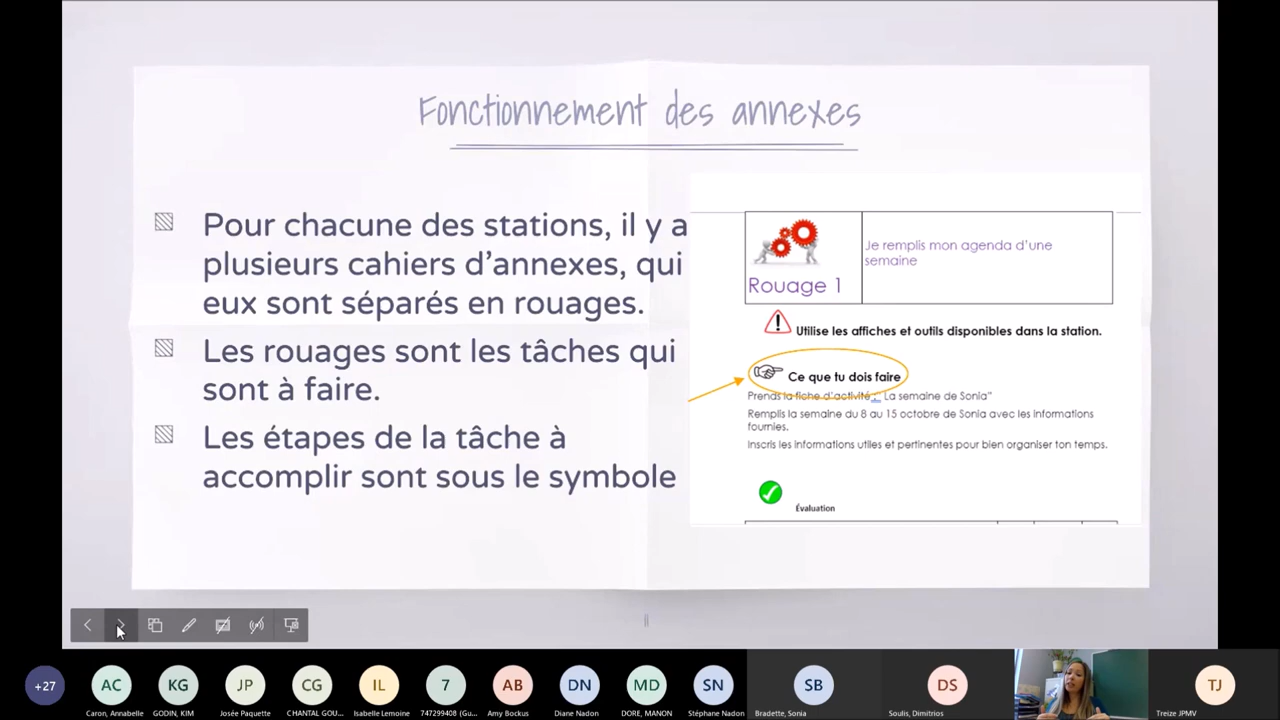 Fonctionnement des annexes
Pour chacune des stations, il y a
plusieurs cahiers d'annexes, qui
eux sont séparés en rouages.
Les rouages sont les tâches qui
sont à faire.
Les étapes de la tâche à
accomplir sont sous le symbole
Rouage 1
Je remplis mon agenda d'une
semaine
Utilise les affiches et outils disponibles dans la station.
Ce que tu dois faire
Prends la fiche d'activité :" La semaine de Sonia"
Remplis la semaine du 8 au 15 octobre de Sonia avec les informations
fournies.
Inscris les informations utiles et pertinentes pour bien organiser ton temps.
Évaluation
11
+27
AC
KG
JP
CG
IL
7
AB
DN
MD
SN
SB
DS
TJ
Caron, Annabelle
GODIN, KIM
Josée Paquette
CHANTAL GOU...
Isabelle Lemoine
747299408 (Gu...
Amy Bockus
Diane Nadon
DORE, MANON
Stéphane Nadon
Bradette, Sonia
Soulis, Dimitrios
Treize JPMV